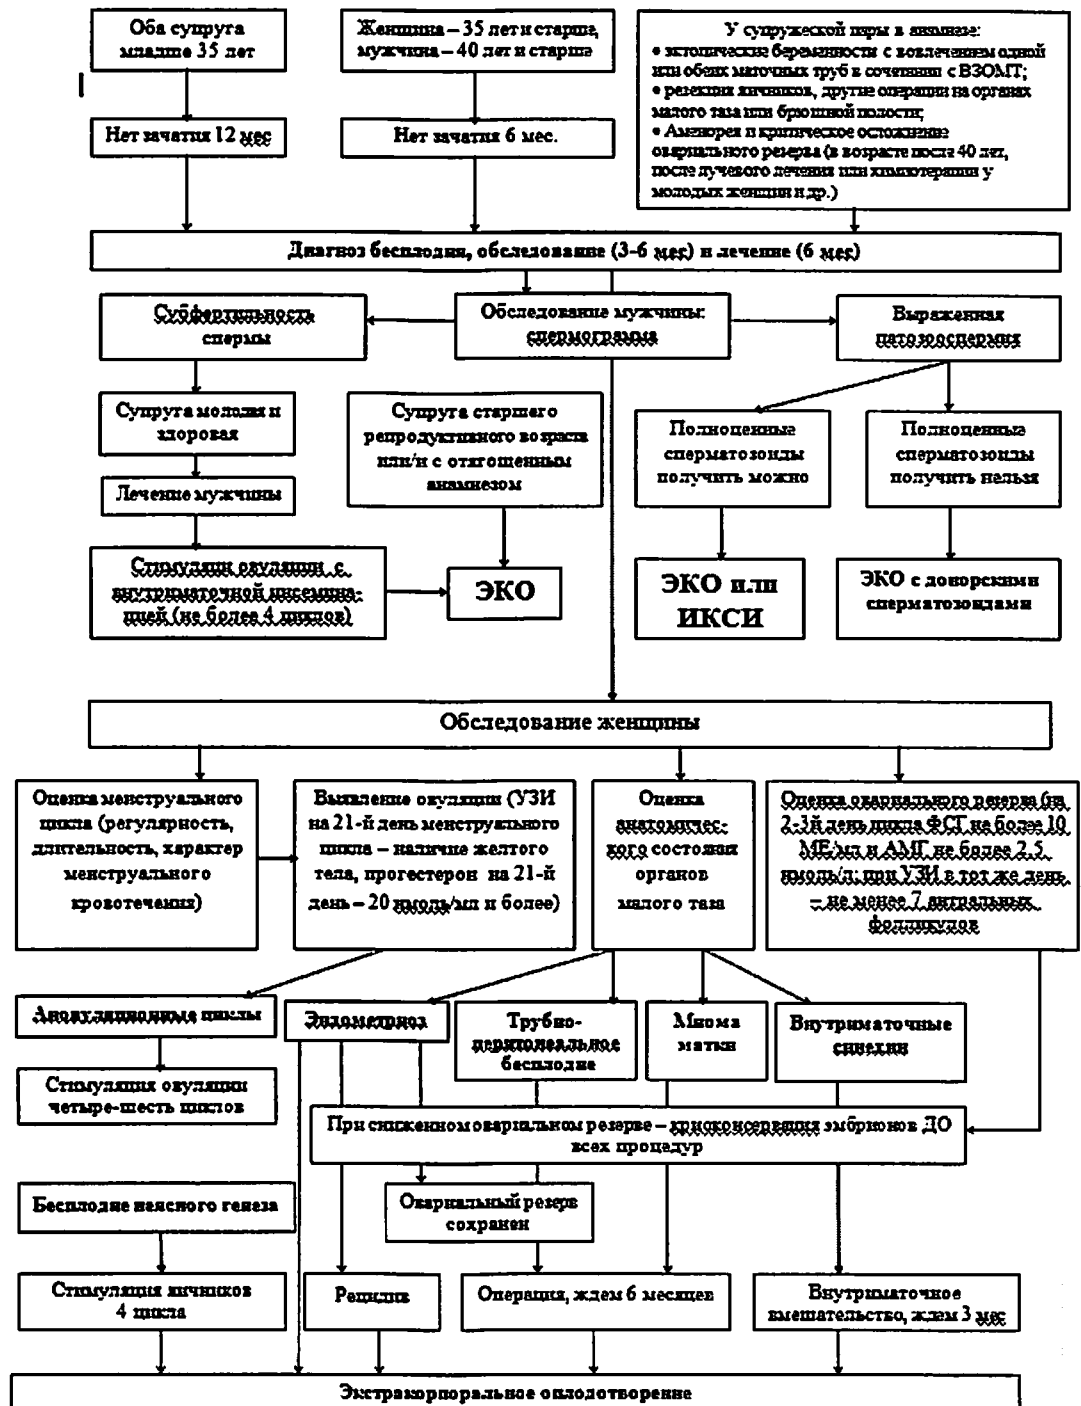 Оба супруга
младше 35 лет
Женщина – 35 лет и старше,
мужчина – 40 лет и старше
У супружеской пары в анамнезе:
• эктопические беременности с вовлечением одной
или обеих маточных труб в сочетании с ВЗОМТ;
• резекция яичников, другие операции на органах
малого таза или брюшной полости;
• Аменорея и критическое осложнение
овариального резерва (в возрасте после 40 лет,
после лучевого лечения или химиотерапии у
молодых женщин и др.)
Нет зачатия 12 мес
Нет зачатия 6 мес.
Диагноз бесплодия, обследование (3-6 мес) и лечение (6 мес)
Субфертильность
спермы
Обследование мужчины:
спермограмма
Выраженная
патозооспермия
Супруга молодая и
здоровая
Супруга старшего
репродуктивного возраста
или/и с отягощенным
анамнезом
Полноценные
сперматозоиды
получить можно
Полноценные
сперматозоиды
получить нельзя
Лечение мужчины
Стимуляци овуляции с
внутриматочной инсемина-
цией (не более 4 циклов)
ЭКО
ЭКО или
ИКСИ
ЭКО с донорскими
сперматозоидами
Обследование женщины
Оценка менструального
цикла (регулярность,
длительность, характер
менструального
кровотечения)
Выявление овуляции (УЗИ
на 21-й день менструального
цикла – наличие желтого
тела, прогестерон на 21-й
день – 20 нмоль/мл и более)
Оценка
анатомичес-
кого состояния
органов
малого таза
Оценка овариального резерва (на
2-3й день цикла ФСГ не более 10
МЕ/мл и АМГ не более 2,5
нмоль/л; при УЗИ в тот же день
– не менее 7 антральных
фолликулов
Ановуляционные циклы
Эндометриоз
Трубно-
перитонеальное
бесплодие
Миома
матки
Внутриматочные
синехии
Стимуляция овуляции
четыре-шесть циклов
При сниженном овариальном резерве – криоконсервация эмбрионов ДО
всех процедур
Бесплодие неясного генеза
Овариальный резерв
сохранен
Стимуляция яичников
4 цикла
Рецидив
Операция, ждем 6 месяцев
Внутриматочное
вмешательство, ждем 3 мес
Экстракорпоральное оплодотворение